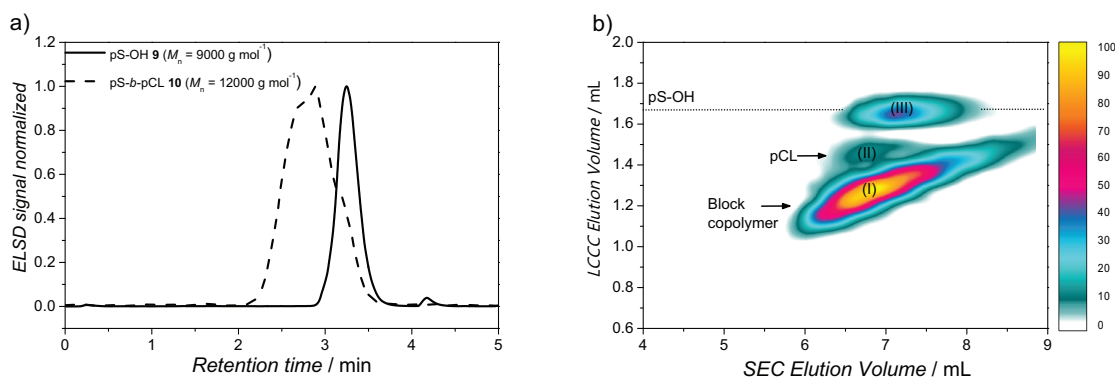 a)
1.2
1.0
0.8
0.6
0.4
0.2
0.0
ELSD signal normalized
pS-OH 9 (Mn = 9000 g mol-1)
pS-b-pCL 10 (Mn = 12000 g mol-1)
0 1 2 3 4 5
Retention time / min
b)
2.0
1.8
1.6
1.4
1.2
1.0
0.8
0.6
LCCC Elution Volume / mL
pS-OH
(III)
pCL
(II)
(I)
Block
copolymer
4 5 6 7 8 9
SEC Elution Volume / mL
100
90
80
70
60
50
40
30
20
10
0